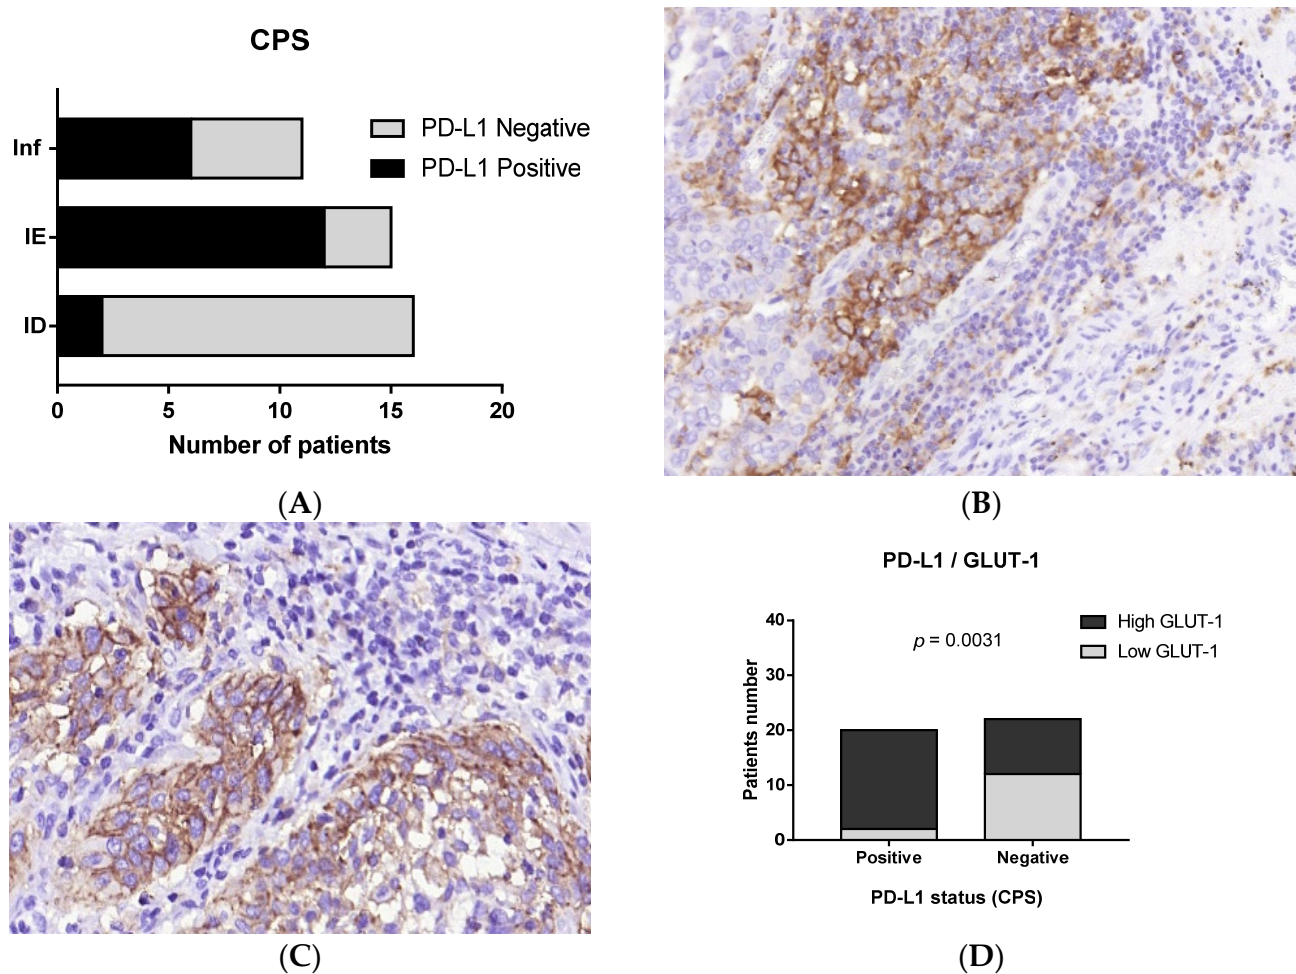 CPS
PD-L1 Negative
PD-L1 Positive
Inf
IE
ID
0 5 10 15 20
Number of patients
(A)
(B)
(C)
PD-L1 / GLUT-1
High GLUT-1
Low GLUT-1
p = 0.0031
Patients number
40
30
20
10
0
Positive Negative
PD-L1 status (CPS)
(D)